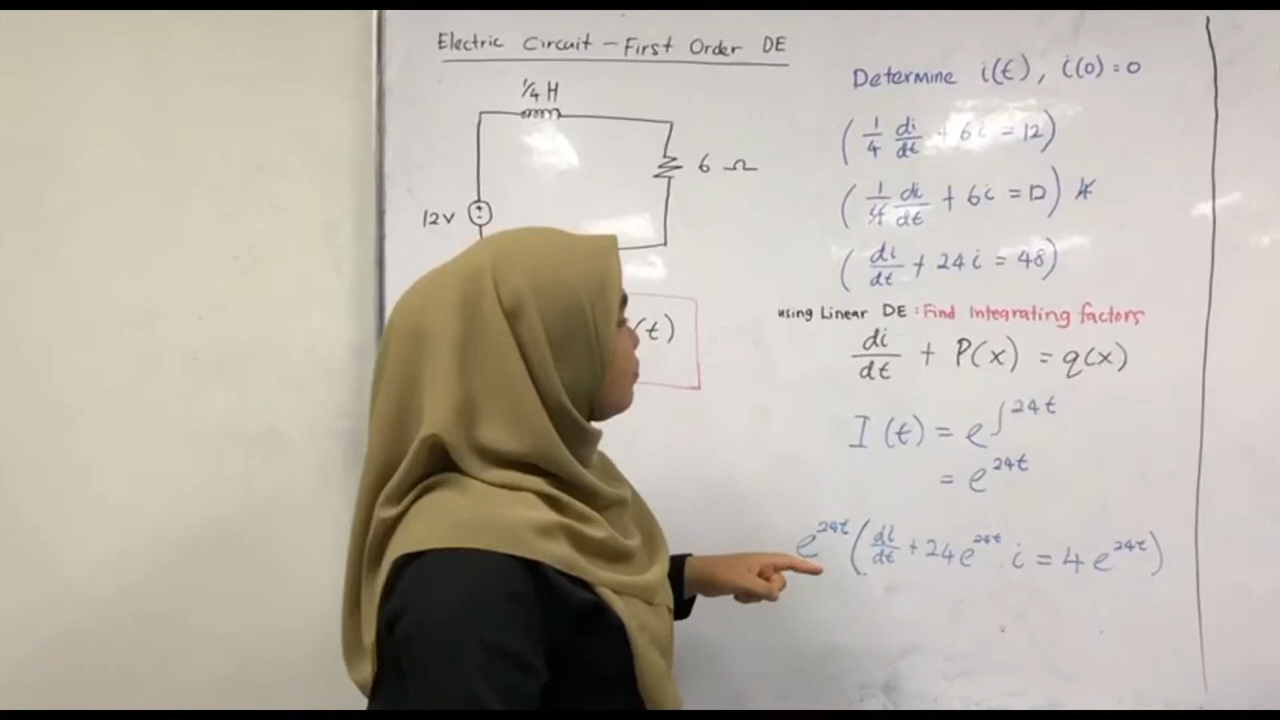 Electric Circuit – First Order DE
1/4 H
6 Ω
12V
(t)
Determine i(t), i(0) = 0
(1/4 di/dt + 6i = 12)
(1/4 di/dt + 6i = 12) 4
(di/dt + 24i = 48)
using Linear DE : Find Integrating factors
di/dt + P(x) = q(x)
I(t) = e^∫24t
= e^24t
e^24t (di/dt + 24e^24t i = 4e^24t)